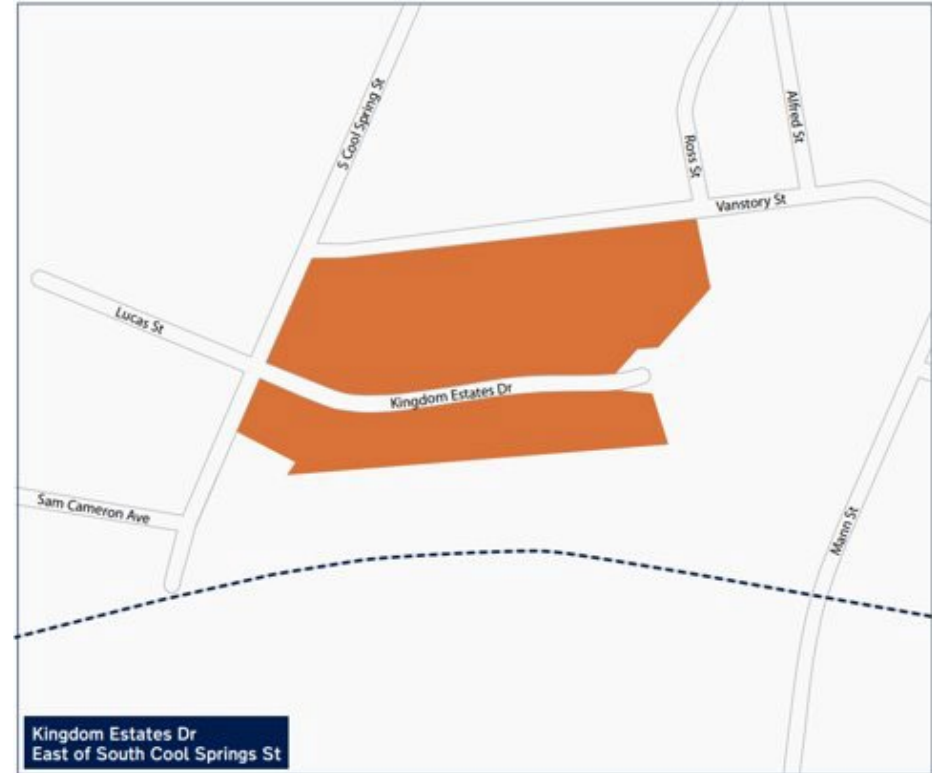 S Cool Spring St
Ross St
Alfred St
Vanstory St
Lucas St
Kingdom Estates Dr
Sam Cameron Ave
Mann St
Kingdom Estates Dr
East of South Cool Springs St